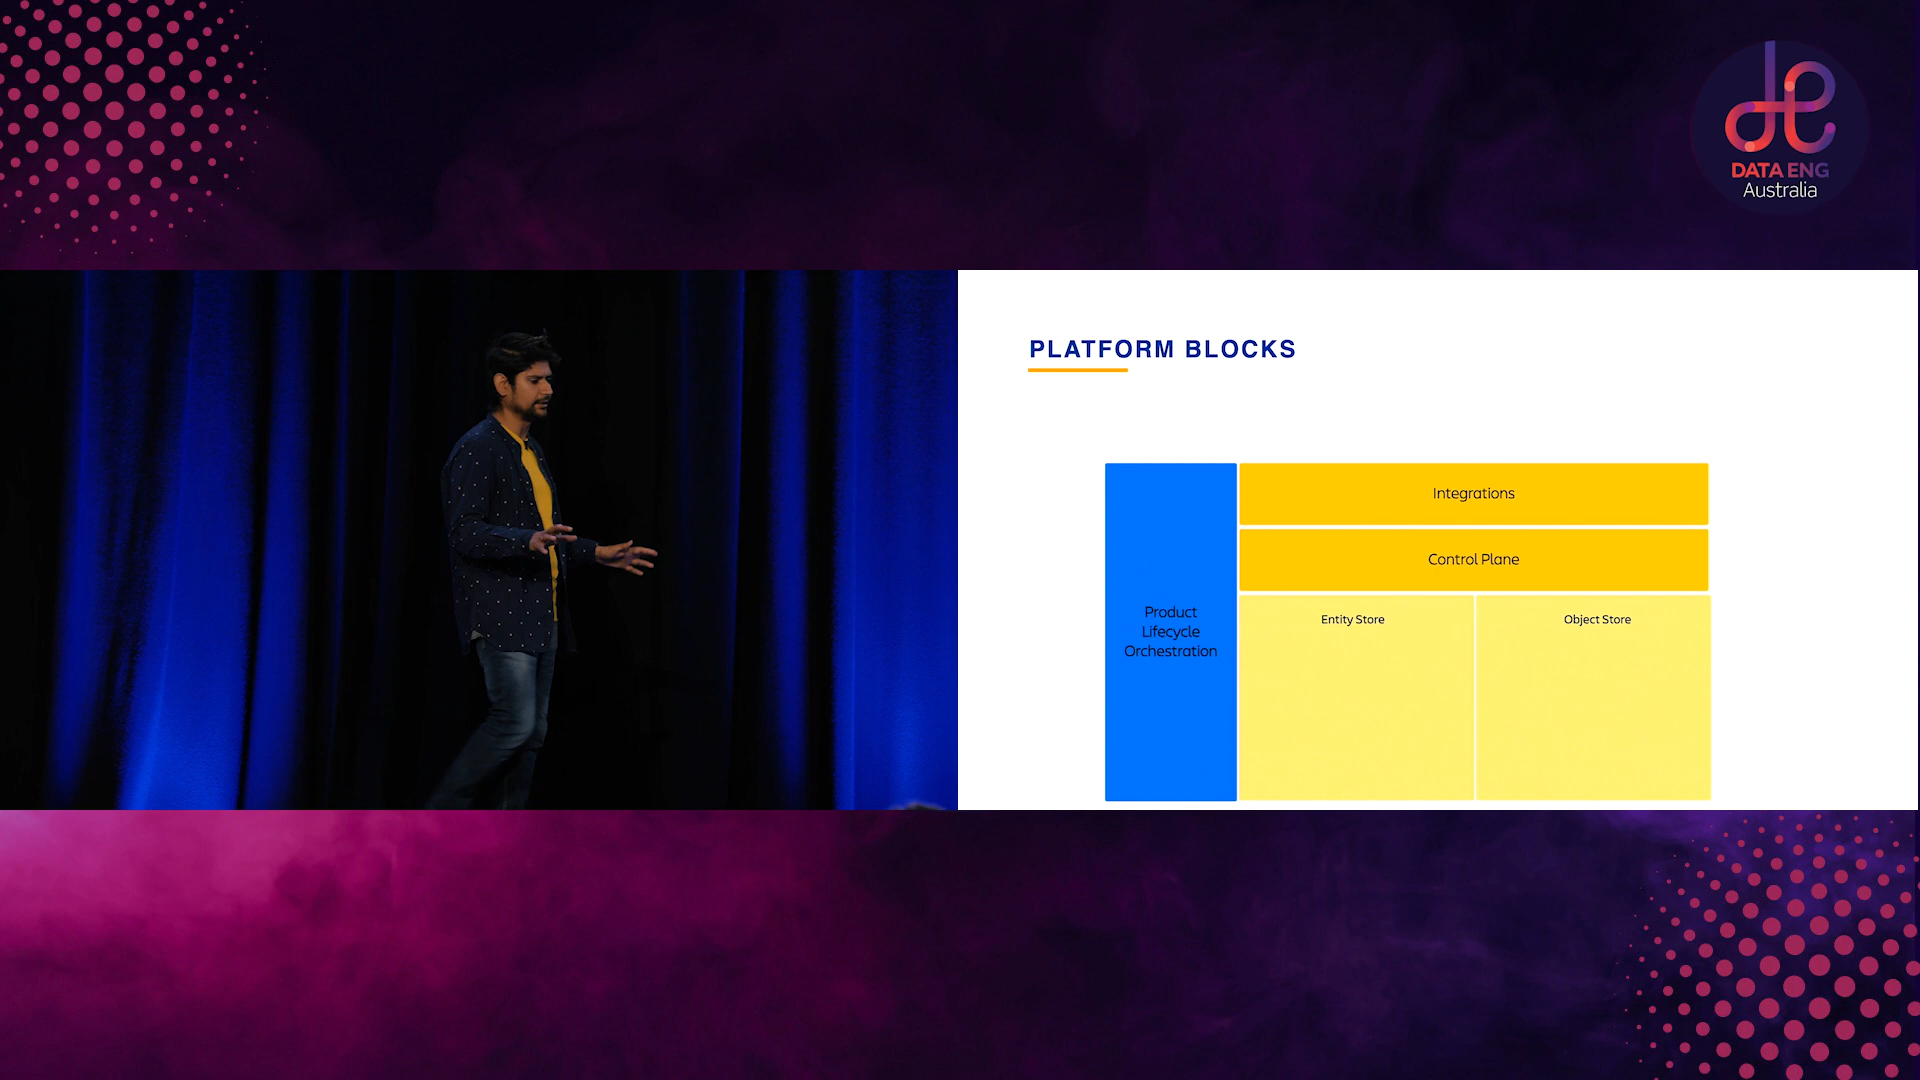 DATA ENG
Australia
PLATFORM BLOCKS
Integrations
Control Plane
Product
Lifecycle
Orchestration
Entity Store
Object Store